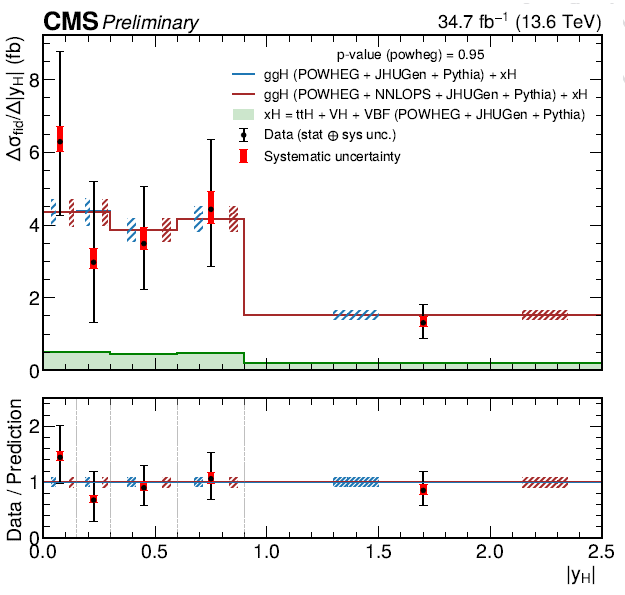 CMS Preliminary 34.7 fb⁻¹ (13.6 TeV)
Δσfid/Δ|yH| (fb)
p-value (powheg) = 0.95
ggH (POWHEG + JHUGen + Pythia) + xH
ggH (POWHEG + NNLOPS + JHUGen + Pythia) + xH
xH = ttH + VH + VBF (POWHEG + JHUGen + Pythia)
Data (stat ⊕ sys unc.)
Systematic uncertainty
8
6
4
2
0
Data / Prediction
2
1
0
0.0 0.5 1.0 1.5 2.0 2.5
|yH|